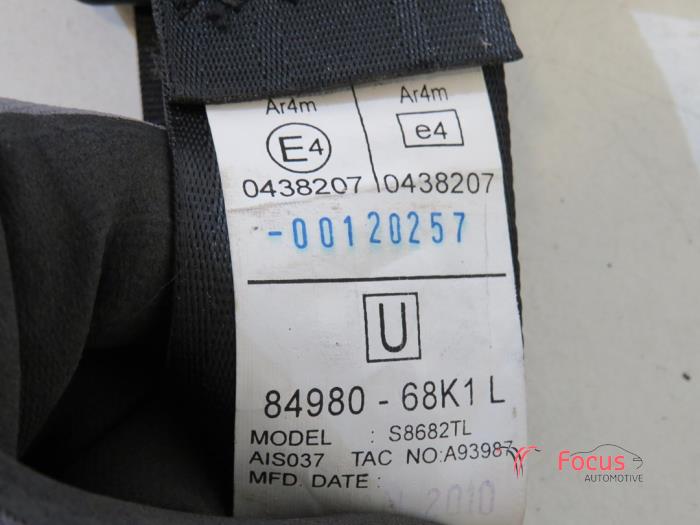 Ar4m Ar4m
E4 e4
0438207 0438207
-00120257
U
84980 - 68K1 L
MODEL : S8682TL
AIS037 TAC NO:A93987
MFD. DATE : 2010
Focus
AUTOMOTIVE